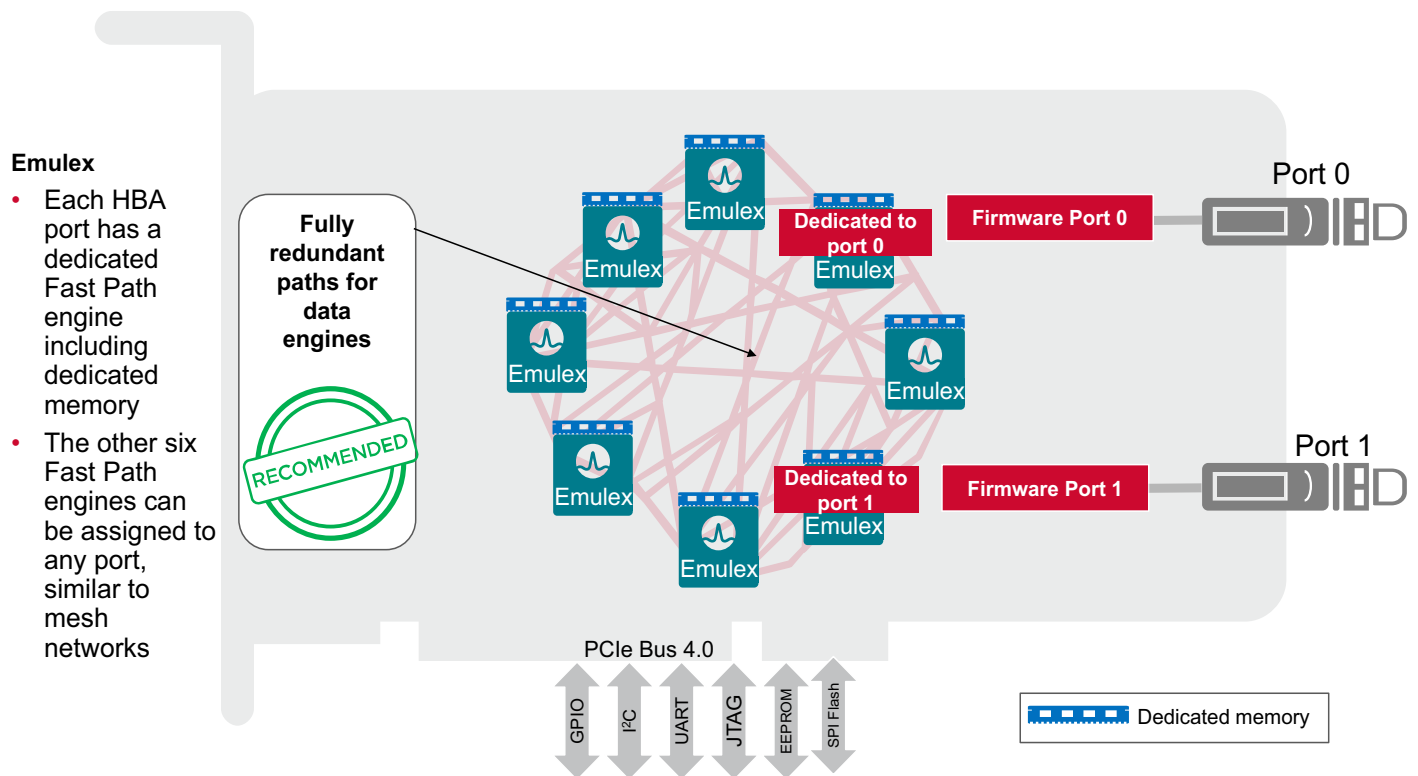 Emulex
• Each HBA
port has a
dedicated
Fast Path
engine
including
dedicated
memory
• The other six
Fast Path
engines can
be assigned to
any port,
similar to
mesh
networks
Fully
redundant
paths for
data
engines
RECOMMENDED
Emulex
Emulex
Dedicated to
port 0
Emulex
Firmware Port 0
Port 0
Emulex
Emulex
Emulex
Dedicated to
port 1
Emulex
Firmware Port 1
Port 1
Emulex
PCIe Bus 4.0
GPIO
I²C
UART
JTAG
EEPROM
SPI Flash
Dedicated memory